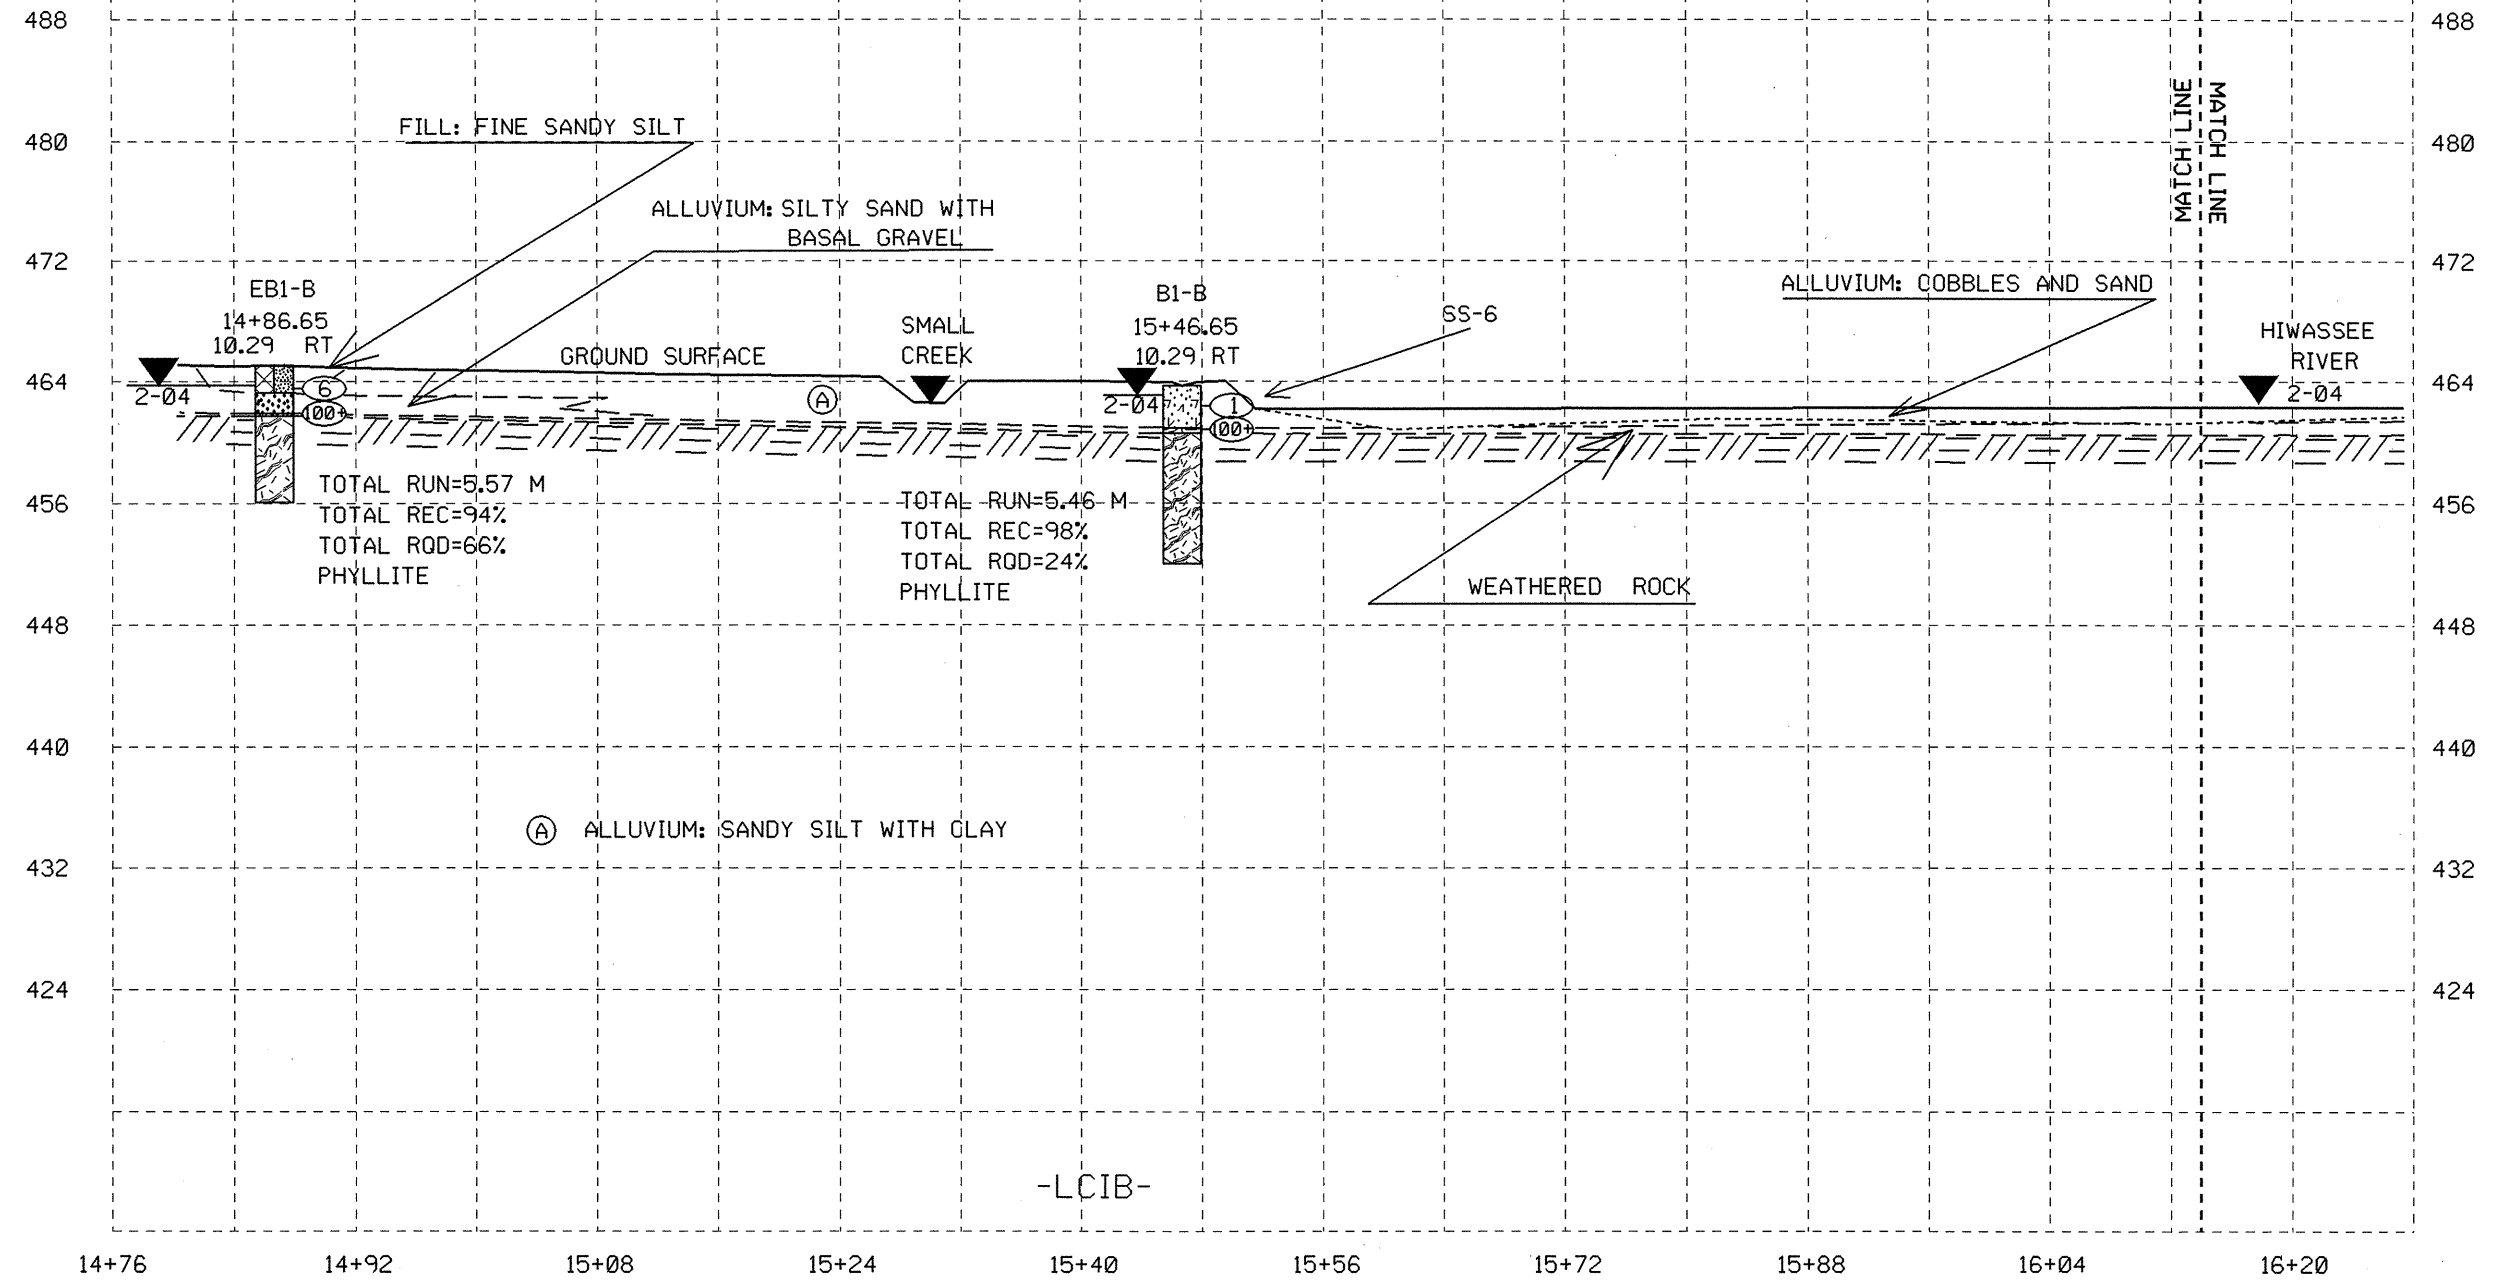 488
488
FILL: FINE SANDY SILT
480
480
MATCH LINE
MATCH LINE
ALLUVIUM: SILTY SAND WITH
BASAL GRAVEL
472
472
EB1-B
14+86.65
10.29 RT
GROUND SURFACE
SMALL
CREEK
B1-B
15+46.65
10.29 RT
SS-6
ALLUVIUM: COBBLES AND SAND
HIWASSEE
RIVER
2-04
464
464
2-04
6
100+
A
2-04
1
100+
TOTAL RUN=5.57 M
TOTAL REC=94%
TOTAL RQD=66%
PHYLLITE
456
456
TOTAL RUN=5.46 M
TOTAL REC=98%
TOTAL RQD=24%
PHYLLITE
WEATHERED ROCK
448
448
440
440
A ALLUVIUM: SANDY SILT WITH CLAY
432
432
424
424
-LCIB-
14+76 14+92 15+08 15+24 15+40 15+56 15+72 15+88 16+04 16+20